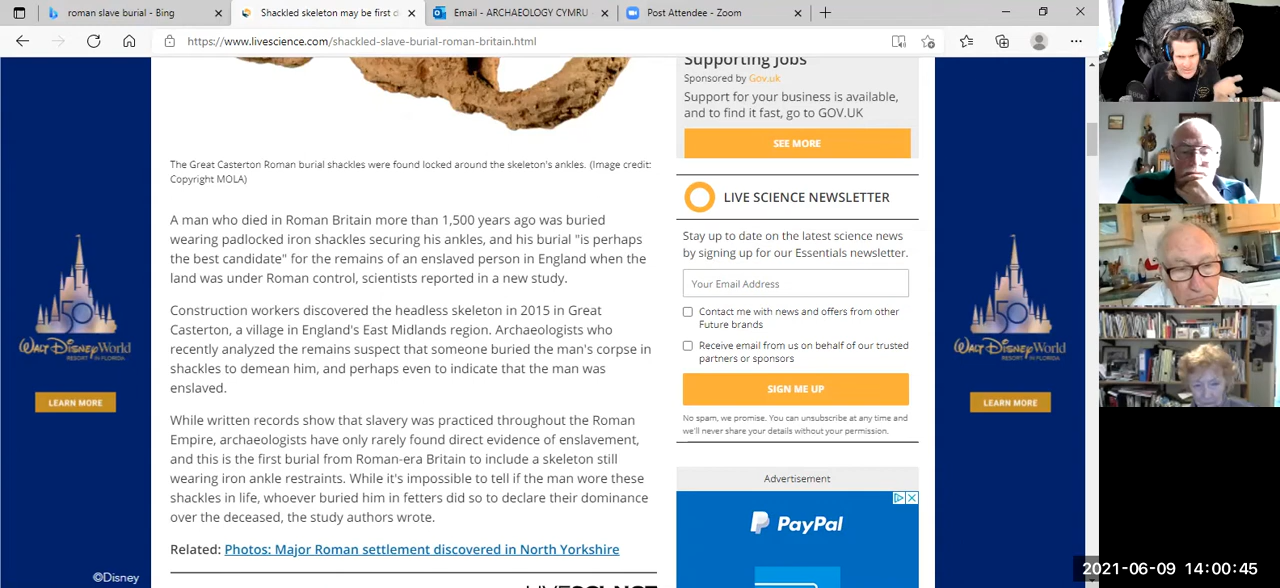 roman slave burial - Bing
Shackled skeleton may be first d
Email - ARCHAEOLOGY CYMRU -
Post Attendee - Zoom
https://www.livescience.com/shackled-slave-burial-roman-britain.html
The Great Casterton Roman burial shackles were found locked around the skeleton's ankles. (Image credit:
Copyright MOLA)
A man who died in Roman Britain more than 1,500 years ago was buried
wearing padlocked iron shackles securing his ankles, and his burial "is perhaps
the best candidate" for the remains of an enslaved person in England when the
land was under Roman control, scientists reported in a new study.
Construction workers discovered the headless skeleton in 2015 in Great
Casterton, a village in England's East Midlands region. Archaeologists who
recently analyzed the remains suspect that someone buried the man's corpse in
shackles to demean him, and perhaps even to indicate that the man was
enslaved.
While written records show that slavery was practiced throughout the Roman
Empire, archaeologists have only rarely found direct evidence of enslavement,
and this is the first burial from Roman-era Britain to include a skeleton still
wearing iron ankle restraints. While it's impossible to tell if the man wore these
shackles in life, whoever buried him in fetters did so to declare their dominance
over the deceased, the study authors wrote.
Related: Photos: Major Roman settlement discovered in North Yorkshire
LIVESCIENCE
Supporting Jobs
Sponsored by Gov.uk
Support for your business is available,
and to find it fast, go to GOV.UK
SEE MORE
LIVE SCIENCE NEWSLETTER
Stay up to date on the latest science news
by signing up for our Essentials newsletter.
Your Email Address
Contact me with news and offers from other
Future brands
Receive email from us on behalf of our trusted
partners or sponsors
SIGN ME UP
No spam, we promise. You can unsubscribe at any time and
we'll never share your details without your permission.
Advertisement
PayPal
50
Walt Disney World
RESORT IN FLORIDA
LEARN MORE
©Disney
50
Walt Disney World
RESORT IN FLORIDA
LEARN MORE
2021-06-09 14:00:45